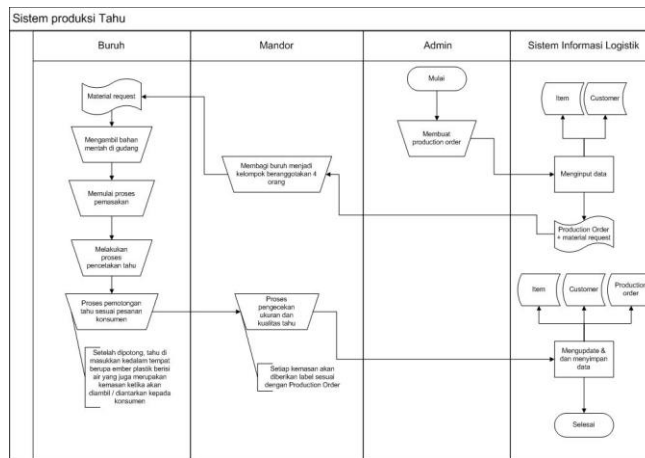 Sistem produksi Tahu
Buruh
Mandor
Admin
Sistem Informasi Logistik
Material request
Mengambil bahan
mentah di gudang
Memulai proses
pemasakan
Melakukan
proses
pencetakan tahu
Proses pemotongan
tahu sesuai pesanan
konsumen
Setelah dipotong, tahu di
masukkan kedalam tempat
berupa ember plastik berisi
air yang juga merupakan
kemasan ketika akan
diambil / diantarkan kepada
konsumen
Membagi buruh menjadi
kelompok beranggotakan 4
orang
Proses
pengecekan
ukuran dan
kualitas tahu
Setiap kemasan akan
diberikan label sesuai
dengan Production Order
Mulai
Membuat
production order
Item
Customer
Menginput data
Production Order
+ material request
Item
Customer
Production
order
Mengupdate &
dan menyimpan
data
Selesai